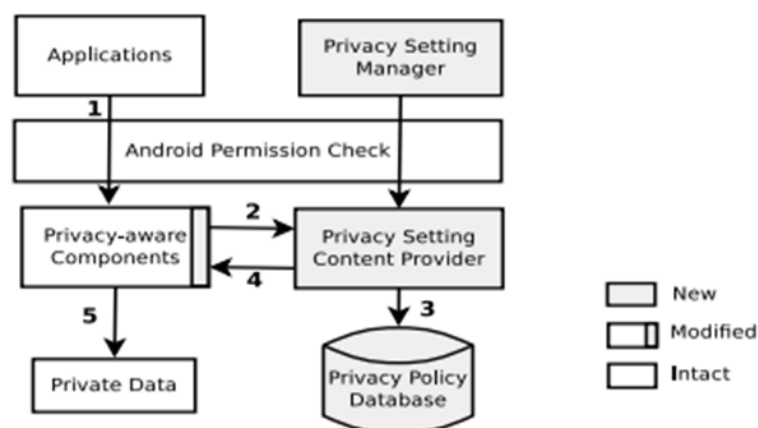 Applications
Privacy Setting
Manager
1
Android Permission Check
Privacy-aware
Components
2
4
Privacy Setting
Content Provider
5
3
Private Data
Privacy Policy
Database
New
Modified
Intact